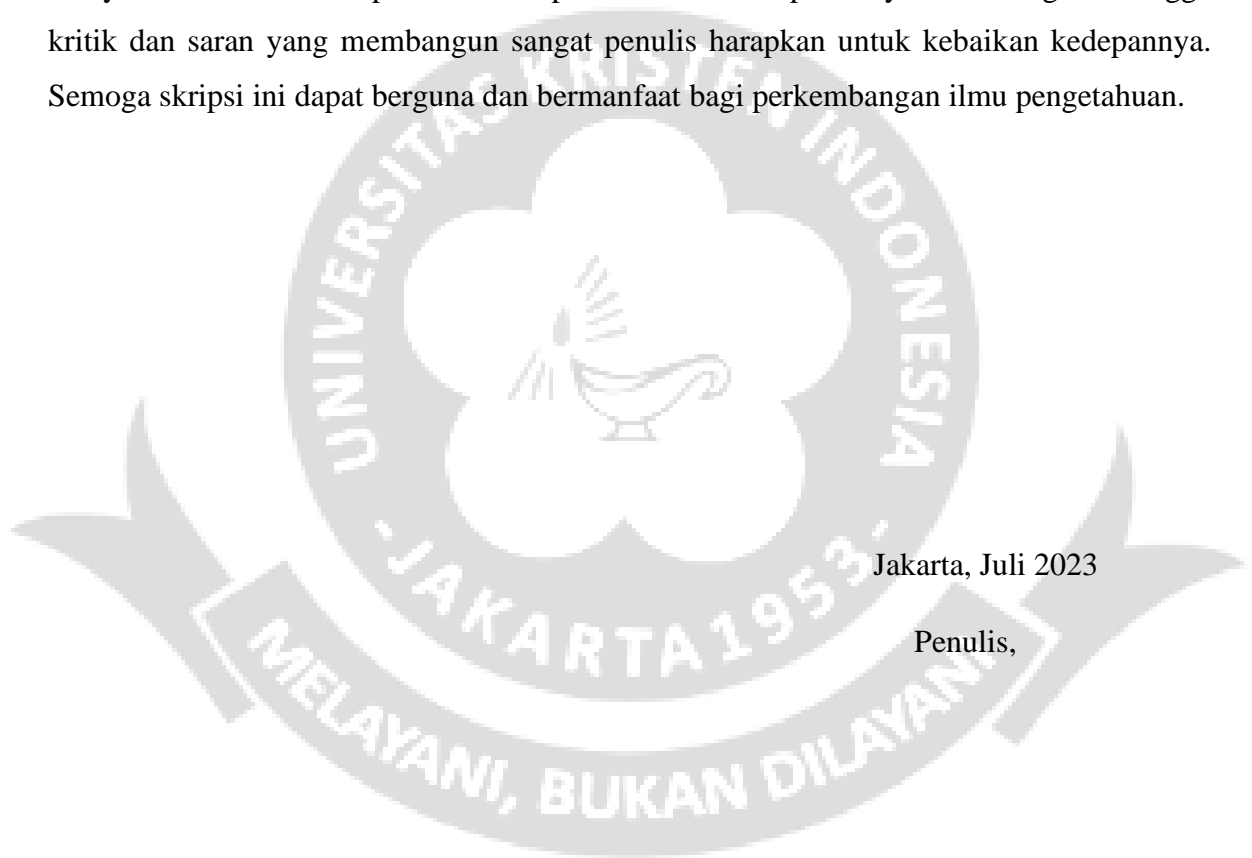 kritik dan saran yang membangun sangat penulis harapkan untuk kebaikan kedepannya.
Semoga skripsi ini dapat berguna dan bermanfaat bagi perkembangan ilmu pengetahuan.
UNIVERSITAS KRISTEN INDONESIA
- JAKARTA 1953 -
Jakarta, Juli 2023
Penulis,
MELAYANI, BUKAN DILAYANI